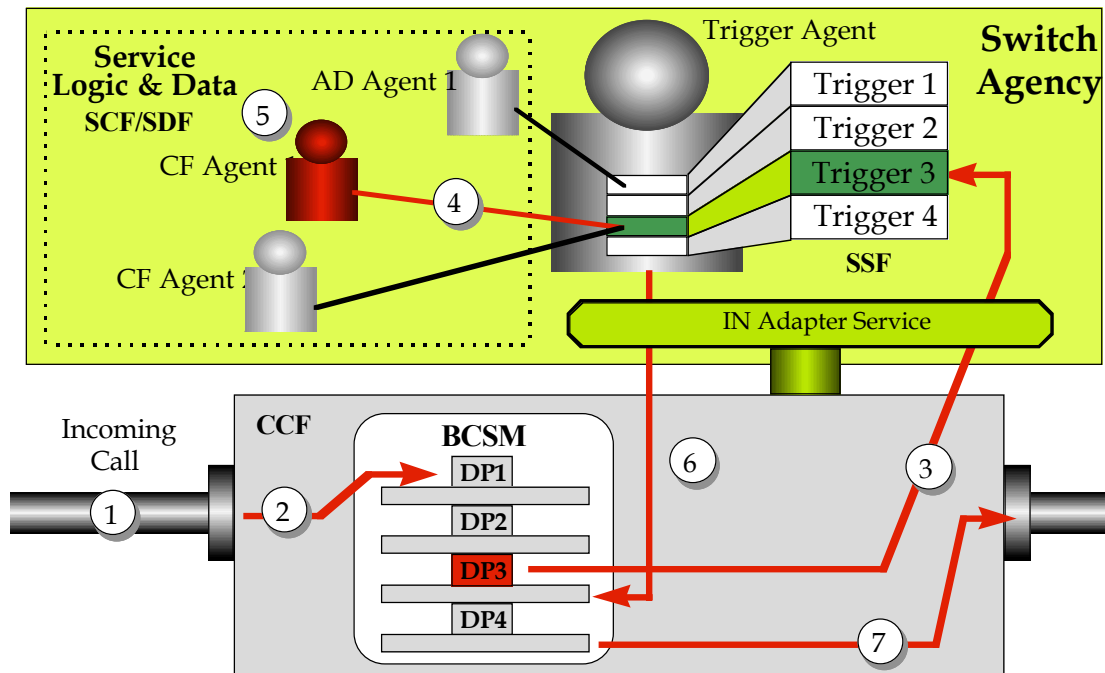 Switch
Agency
Trigger Agent
Service
Logic & Data
SCF/SDF
AD Agent 1
5
CF Agent
4
CF Agent
Trigger 1
Trigger 2
Trigger 3
Trigger 4
SSF
IN Adapter Service
Incoming
Call
1
CCF
2
BCSM
DP1
DP2
DP3
DP4
6
3
7